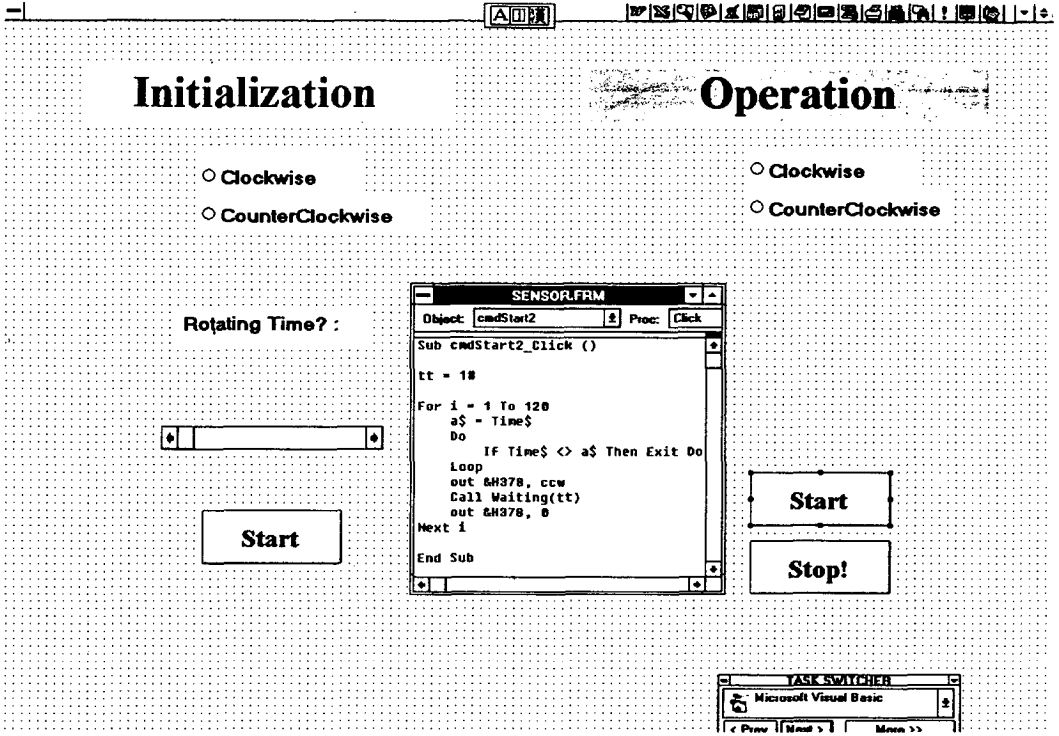 Initialization
Operation
Clockwise
CounterClockwise
Clockwise
CounterClockwise
Rotating Time? :
SENSOR.FRM
Object: cmdStart2 Proc: Click
Sub cmdStart2_Click ()
tt = 1#
For i = 1 To 120
a$ = Time$
Do
If Time$ <> a$ Then Exit Do
Loop
out &H378, ccw
Call Waiting(tt)
out &H378, 0
Next i
End Sub
Start
Start
Stop!
TASK SWITCHER
Microsoft Visual Basic
< Prev Next > More >>